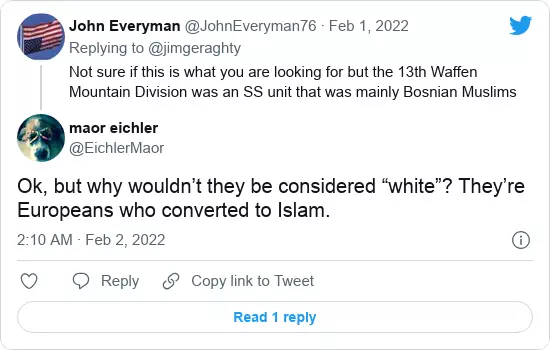 John Everyman @JohnEveryman76 · Feb 1, 2022
Replying to @jimgeraghty
Not sure if this is what you are looking for but the 13th Waffen
Mountain Division was an SS unit that was mainly Bosnian Muslims
maor eichler
@EichlerMaor
Ok, but why wouldn’t they be considered “white”? They’re
Europeans who converted to Islam.
2:10 AM · Feb 2, 2022
Reply Copy link to Tweet
Read 1 reply